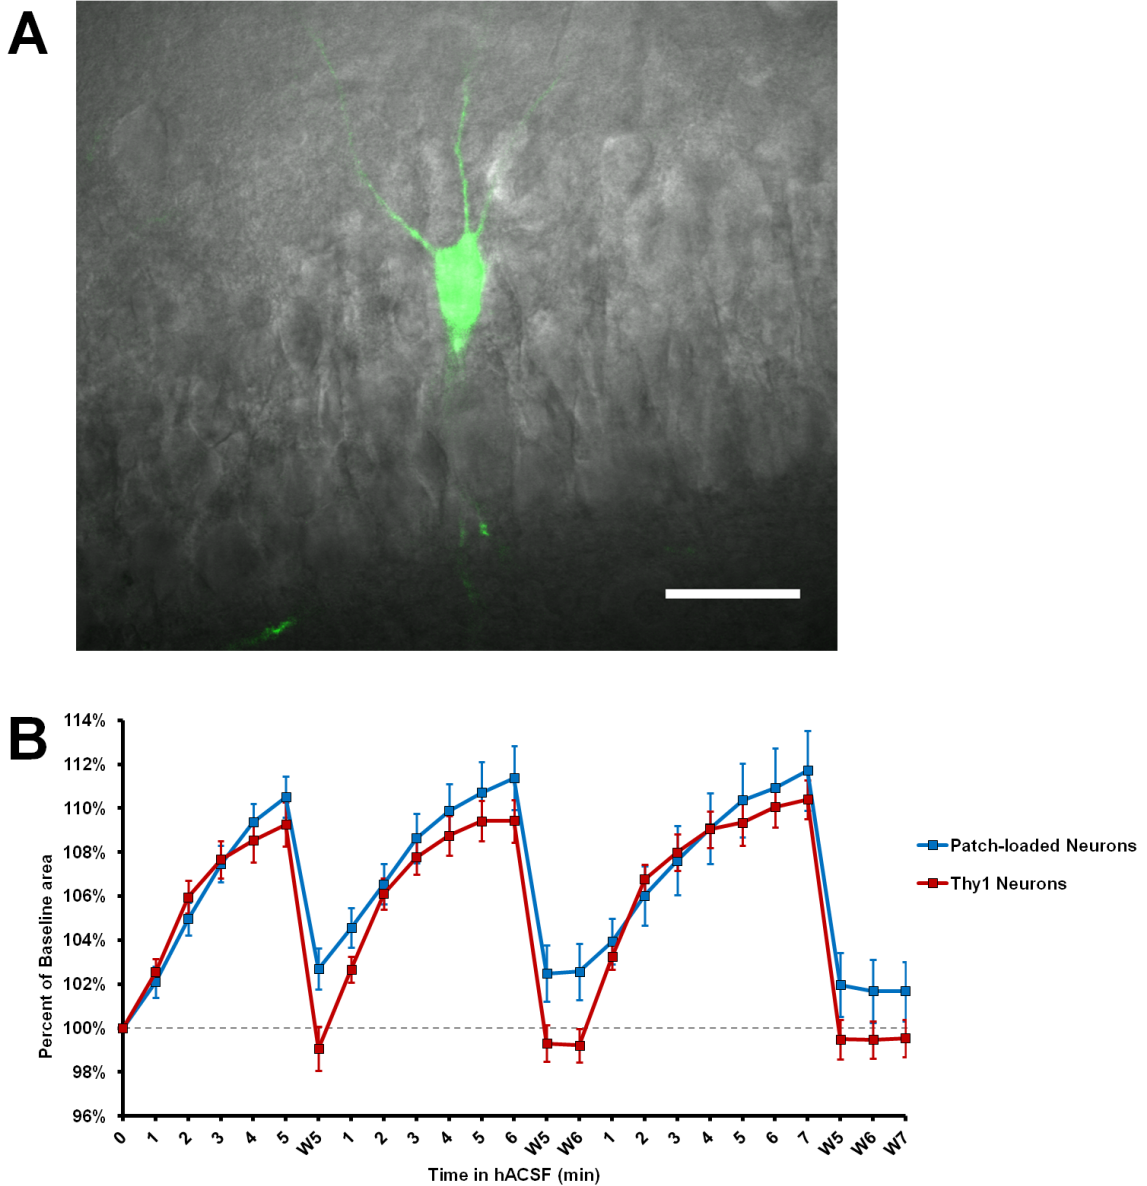 A
B
114%
112%
110%
108%
106%
104%
102%
100%
98%
96%
Percent of Baseline area
0 1 2 3 4 5 W5 1 2 3 4 5 6 W5 W6 1 2 3 4 5 6 7 W5 W6 W7
Time in hACSF (min)
Patch-loaded Neurons
Thy1 Neurons